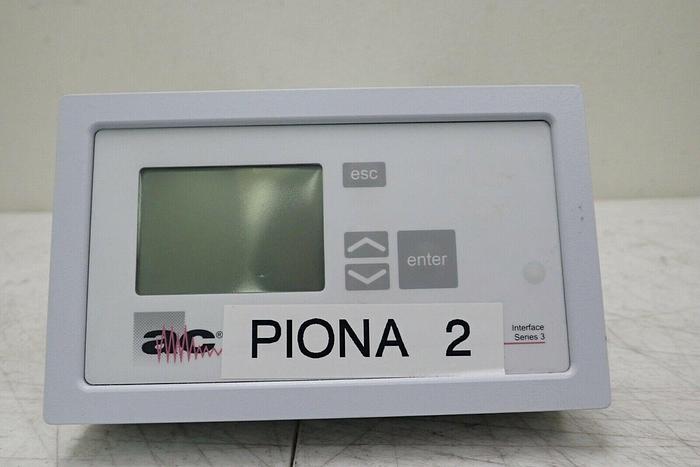 esc
enter
ac®
PIONA 2
Interface
Series 3